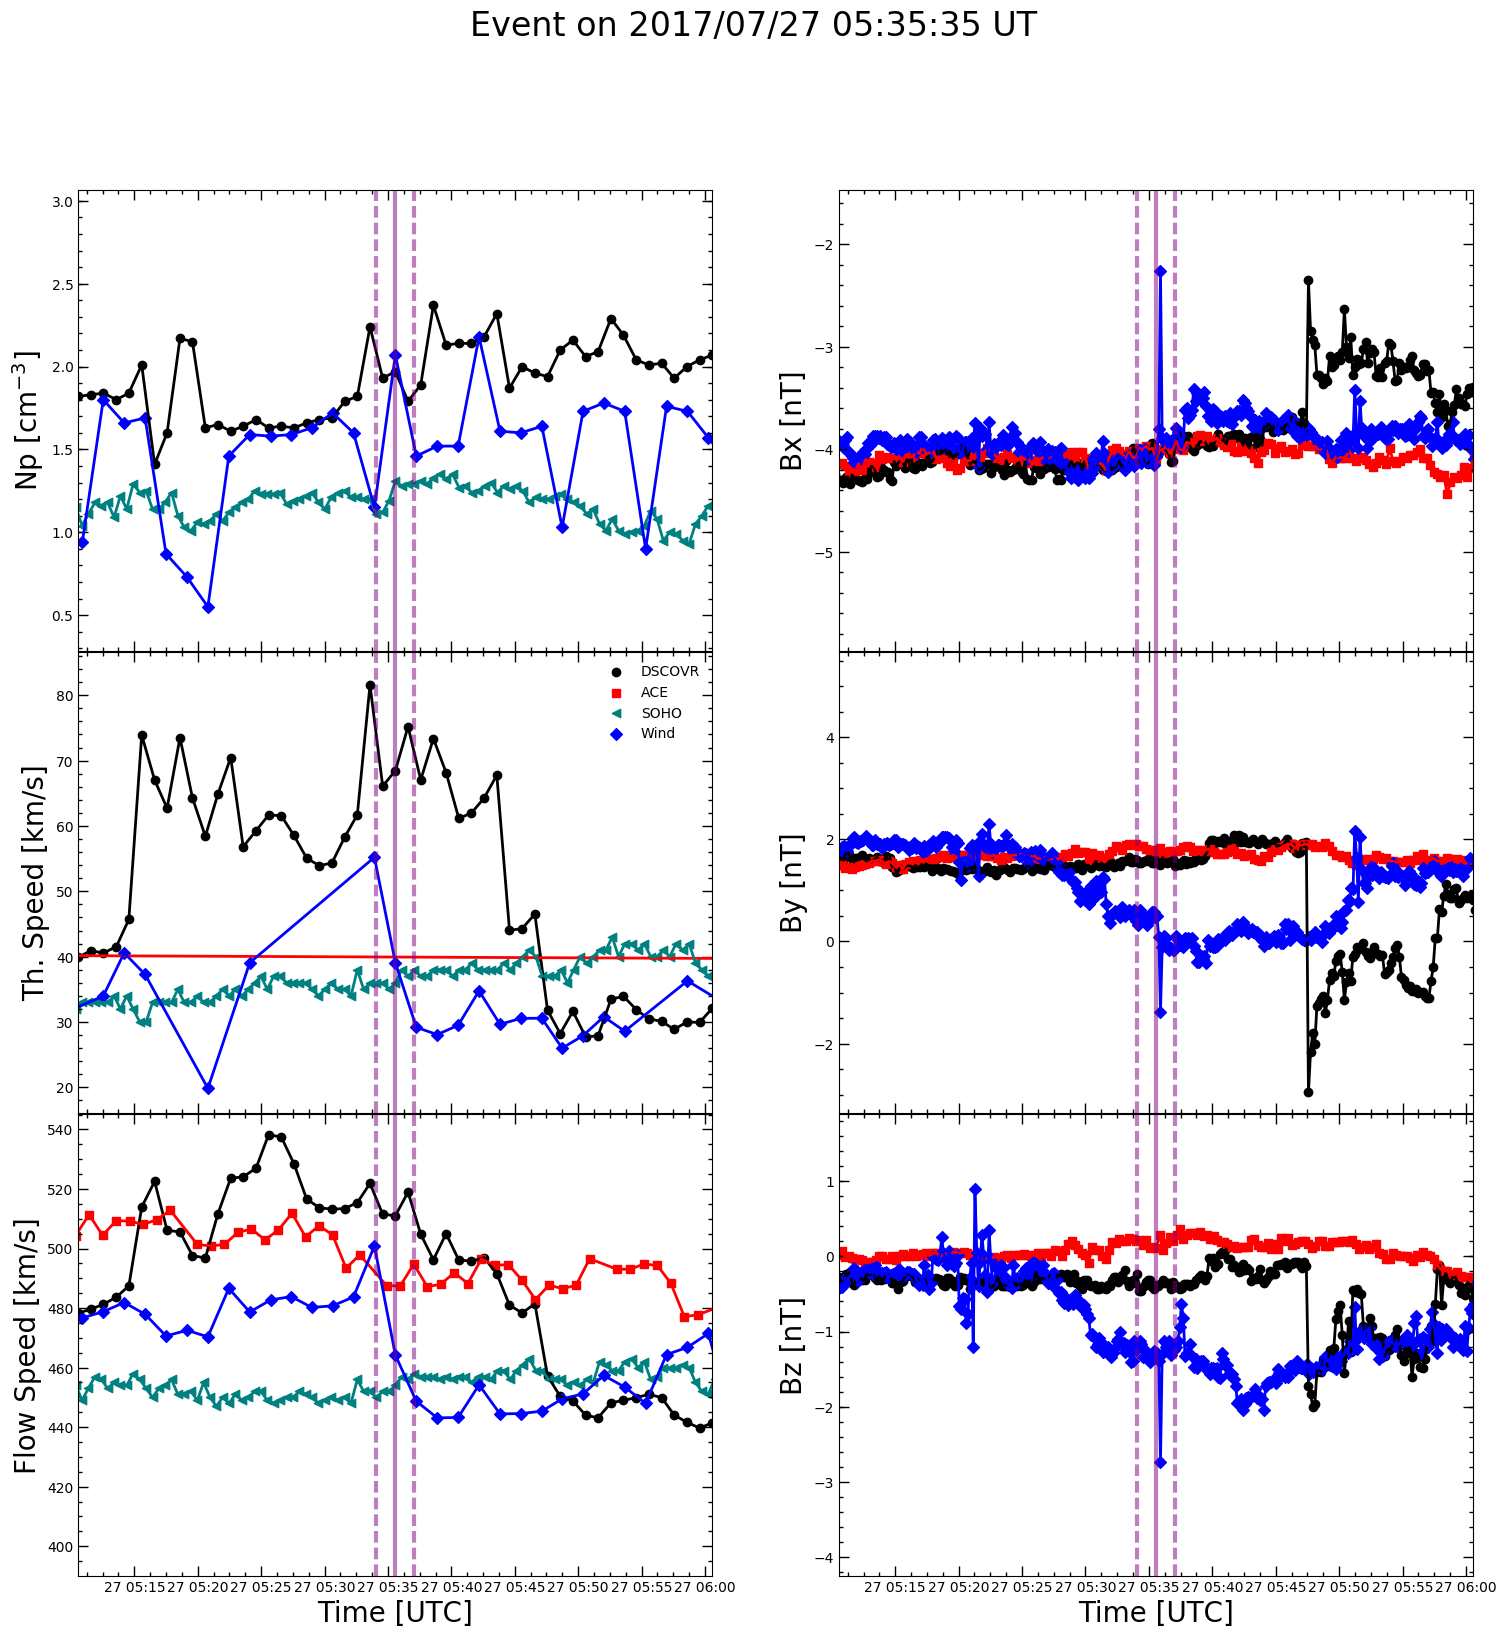 Event on 2017/07/27 05:35:35 UT
Np [cm⁻³]
3.0
2.5
2.0
1.5
1.0
0.5
Bx [nT]
−2
−3
−4
−5
Th. Speed [km/s]
80
70
60
50
40
30
20
DSCOVR
ACE
SOHO
Wind
By [nT]
4
2
0
−2
Flow Speed [km/s]
540
520
500
480
460
440
420
400
Bz [nT]
1
0
−1
−2
−3
−4
27 05:15 27 05:20 27 05:25 27 05:30 27 05:35 27 05:40 27 05:45 27 05:50 27 05:55 27 06:00
Time [UTC]
27 05:15 27 05:20 27 05:25 27 05:30 27 05:35 27 05:40 27 05:45 27 05:50 27 05:55 27 06:00
Time [UTC]